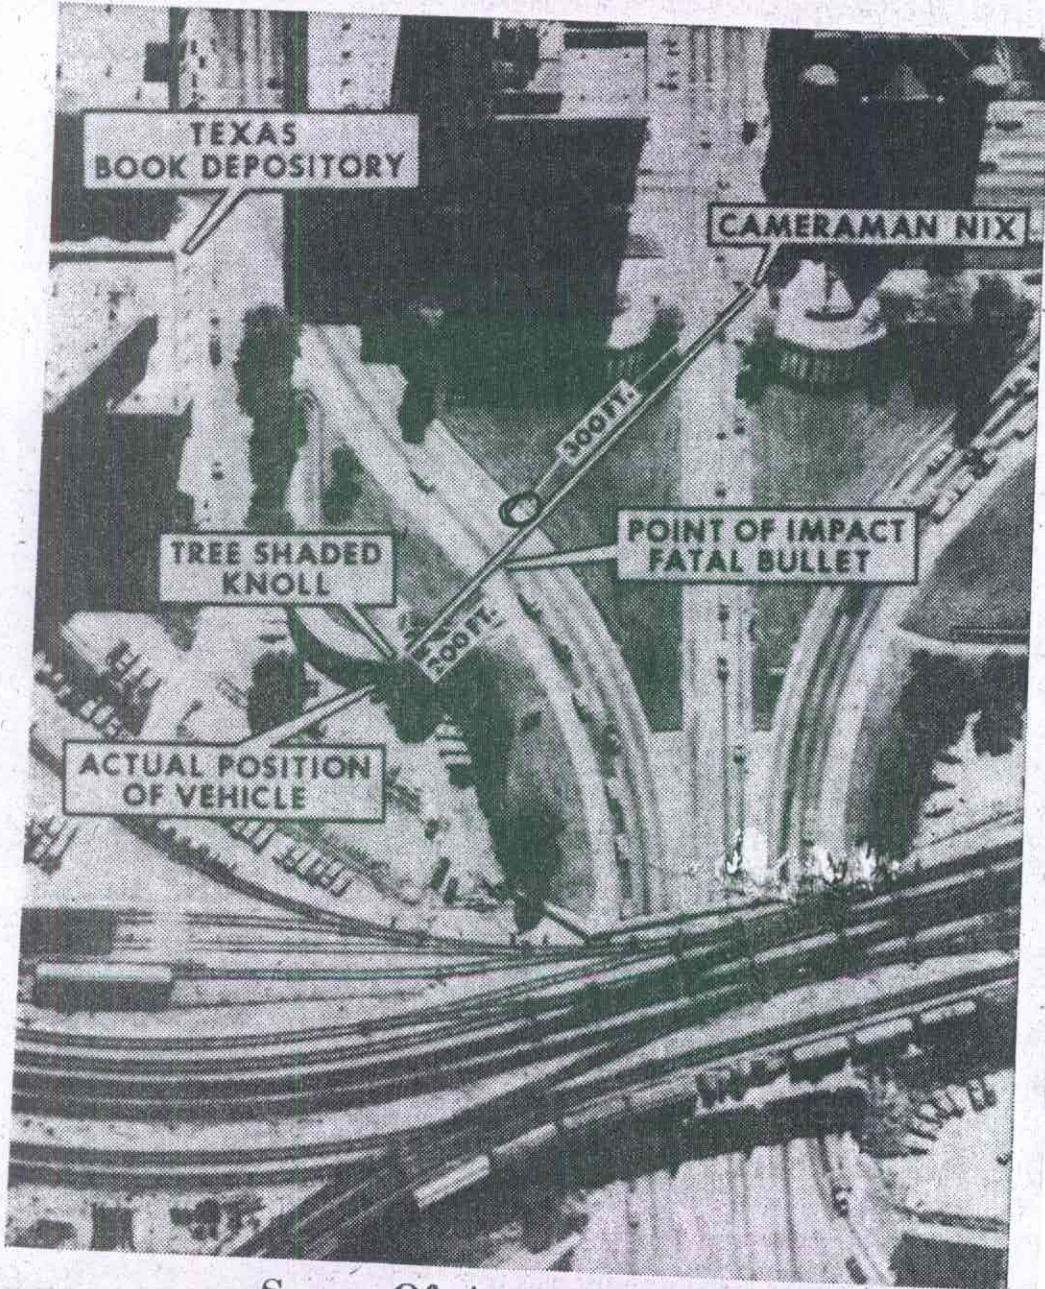 TEXAS
BOOK DEPOSITORY
CAMERAMAN NIX
300 FT.
POINT OF IMPACT
FATAL BULLET
TREE SHADED
KNOLL
200 FT.
ACTUAL POSITION
OF VEHICLE